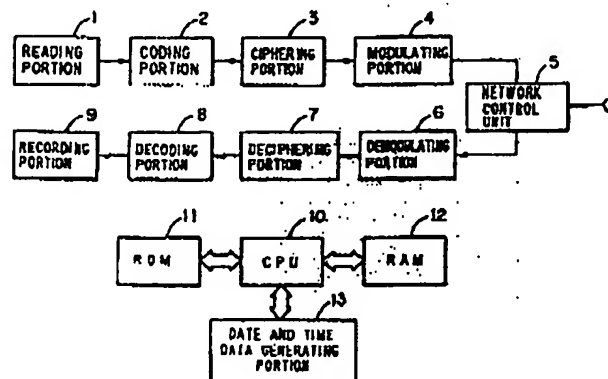 1
2
3
4
READING
PORTION
CODING
PORTION
CIPHERING
PORTION
MODULATING
PORTION
5
NETWORK
CONTROL
UNIT
9
8
7
6
RECORDING
PORTION
DECODING
PORTION
DECIPHERING
PORTION
DEMODULATING
PORTION
11
10
12
ROM
CPU
RAM
13
DATE AND TIME
DATA GENERATING
PORTION